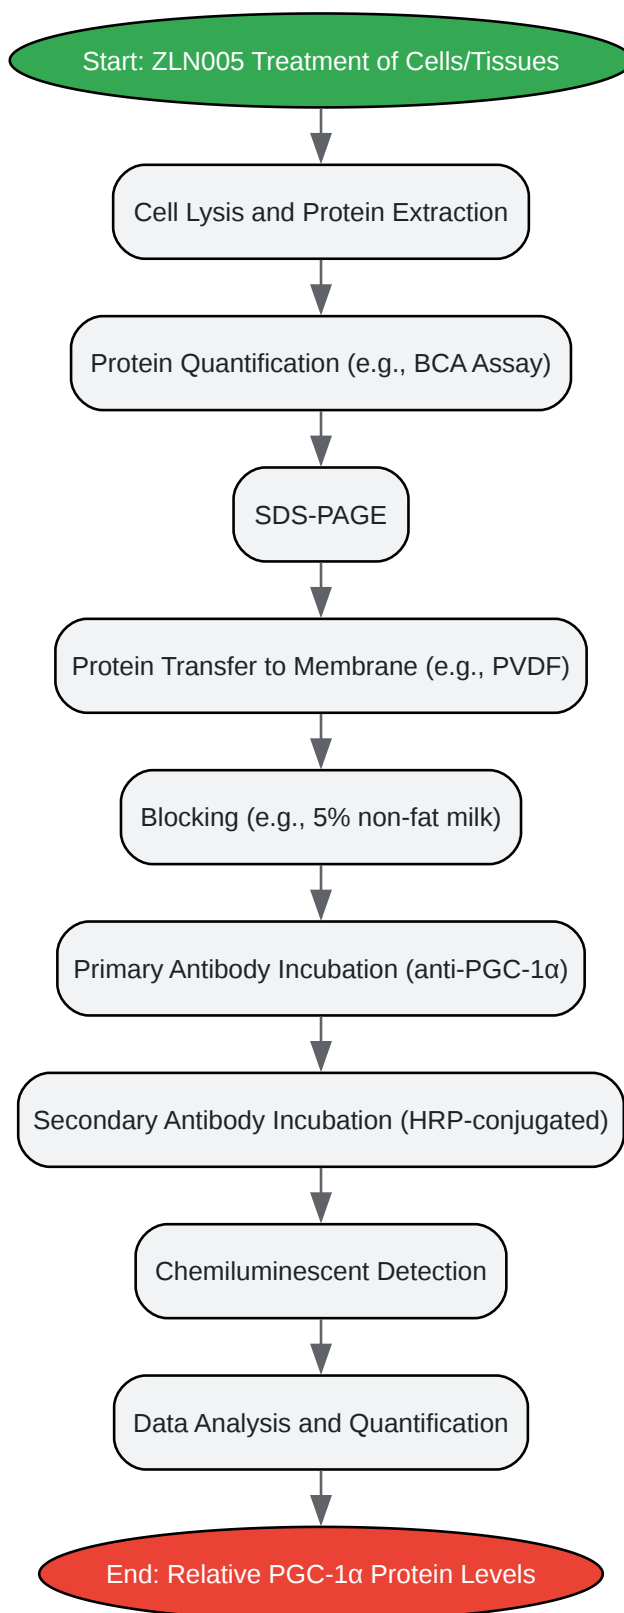 Start: ZLN005 Treatment of Cells/Tissues
Cell Lysis and Protein Extraction
Protein Quantification (e.g., BCA Assay)
SDS-PAGE
Protein Transfer to Membrane (e.g., PVDF)
Blocking (e.g., 5% non-fat milk)
Primary Antibody Incubation (anti-PGC-1α)
Secondary Antibody Incubation (HRP-conjugated)
Chemiluminescent Detection
Data Analysis and Quantification
End: Relative PGC-1α Protein Levels